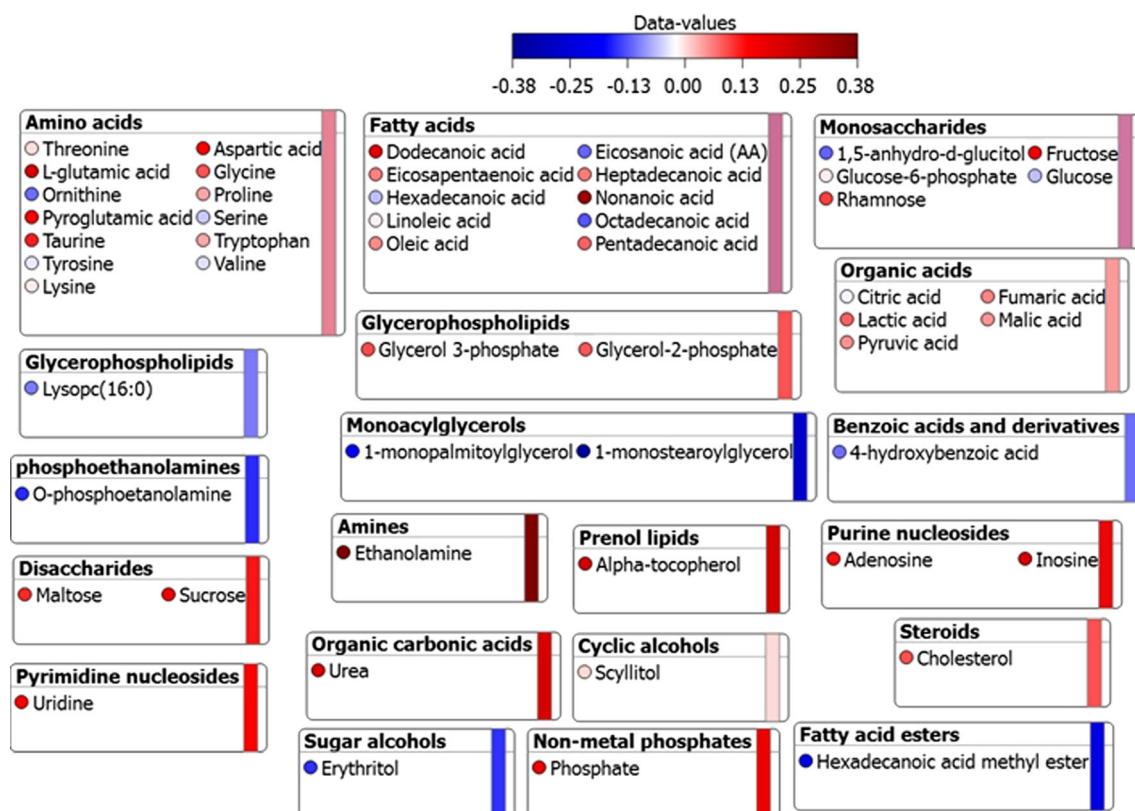 Data-values
-0.38 -0.25 -0.13 0.00 0.13 0.25 0.38
Amino acids
Threonine Aspartic acid
L-glutamic acid Glycine
Ornithine Proline
Pyroglutamic acid Serine
Taurine Tryptophan
Tyrosine Valine
Lysine
Fatty acids
Dodecanoic acid Eicosanoic acid (AA)
Eicosapentaenoic acid Heptadecanoic acid
Hexadecanoic acid Nonanoic acid
Linoleic acid Octadecanoic acid
Oleic acid Pentadecanoic acid
Monosaccharides
1,5-anhydro-d-glucitol Fructose
Glucose-6-phosphate Glucose
Rhamnose
Organic acids
Citric acid Fumaric acid
Lactic acid Malic acid
Pyruvic acid
Glycerophospholipids
Glycerol 3-phosphate Glycerol-2-phosphate
Glycerophospholipids
Lysopc(16:0)
Monoacylglycerols
1-monopalmitoylglycerol 1-monostearoylglycerol
Benzoic acids and derivatives
4-hydroxybenzoic acid
phosphoethanolamines
O-phosphoetanolamine
Amines
Ethanolamine
Prenol lipids
Alpha-tocopherol
Purine nucleosides
Adenosine Inosine
Disaccharides
Maltose Sucrose
Organic carbonic acids
Urea
Cyclic alcohols
Scyllitol
Steroids
Cholesterol
Pyrimidine nucleosides
Uridine
Sugar alcohols
Erythritol
Non-metal phosphates
Phosphate
Fatty acid esters
Hexadecanoic acid methyl ester